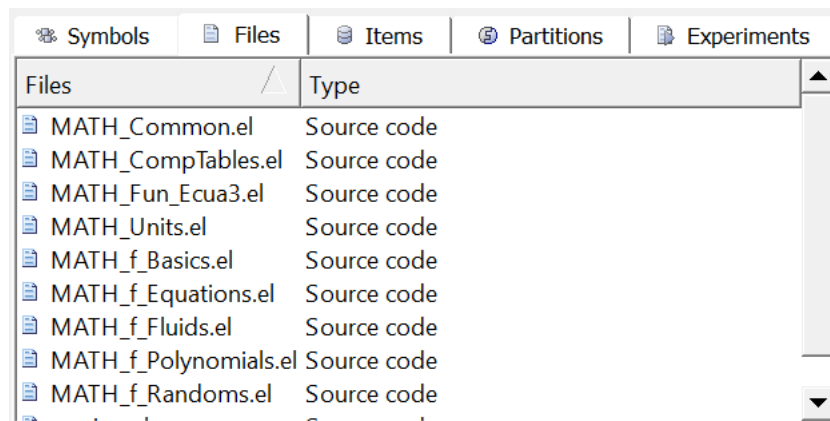 Symbols Files Items Partitions Experiments
Files Type
MATH_Common.el Source code
MATH_CompTables.el Source code
MATH_Fun_Ecua3.el Source code
MATH_Units.el Source code
MATH_f_Basics.el Source code
MATH_f_Equations.el Source code
MATH_f_Fluids.el Source code
MATH_f_Polynomials.el Source code
MATH_f_Randoms.el Source code